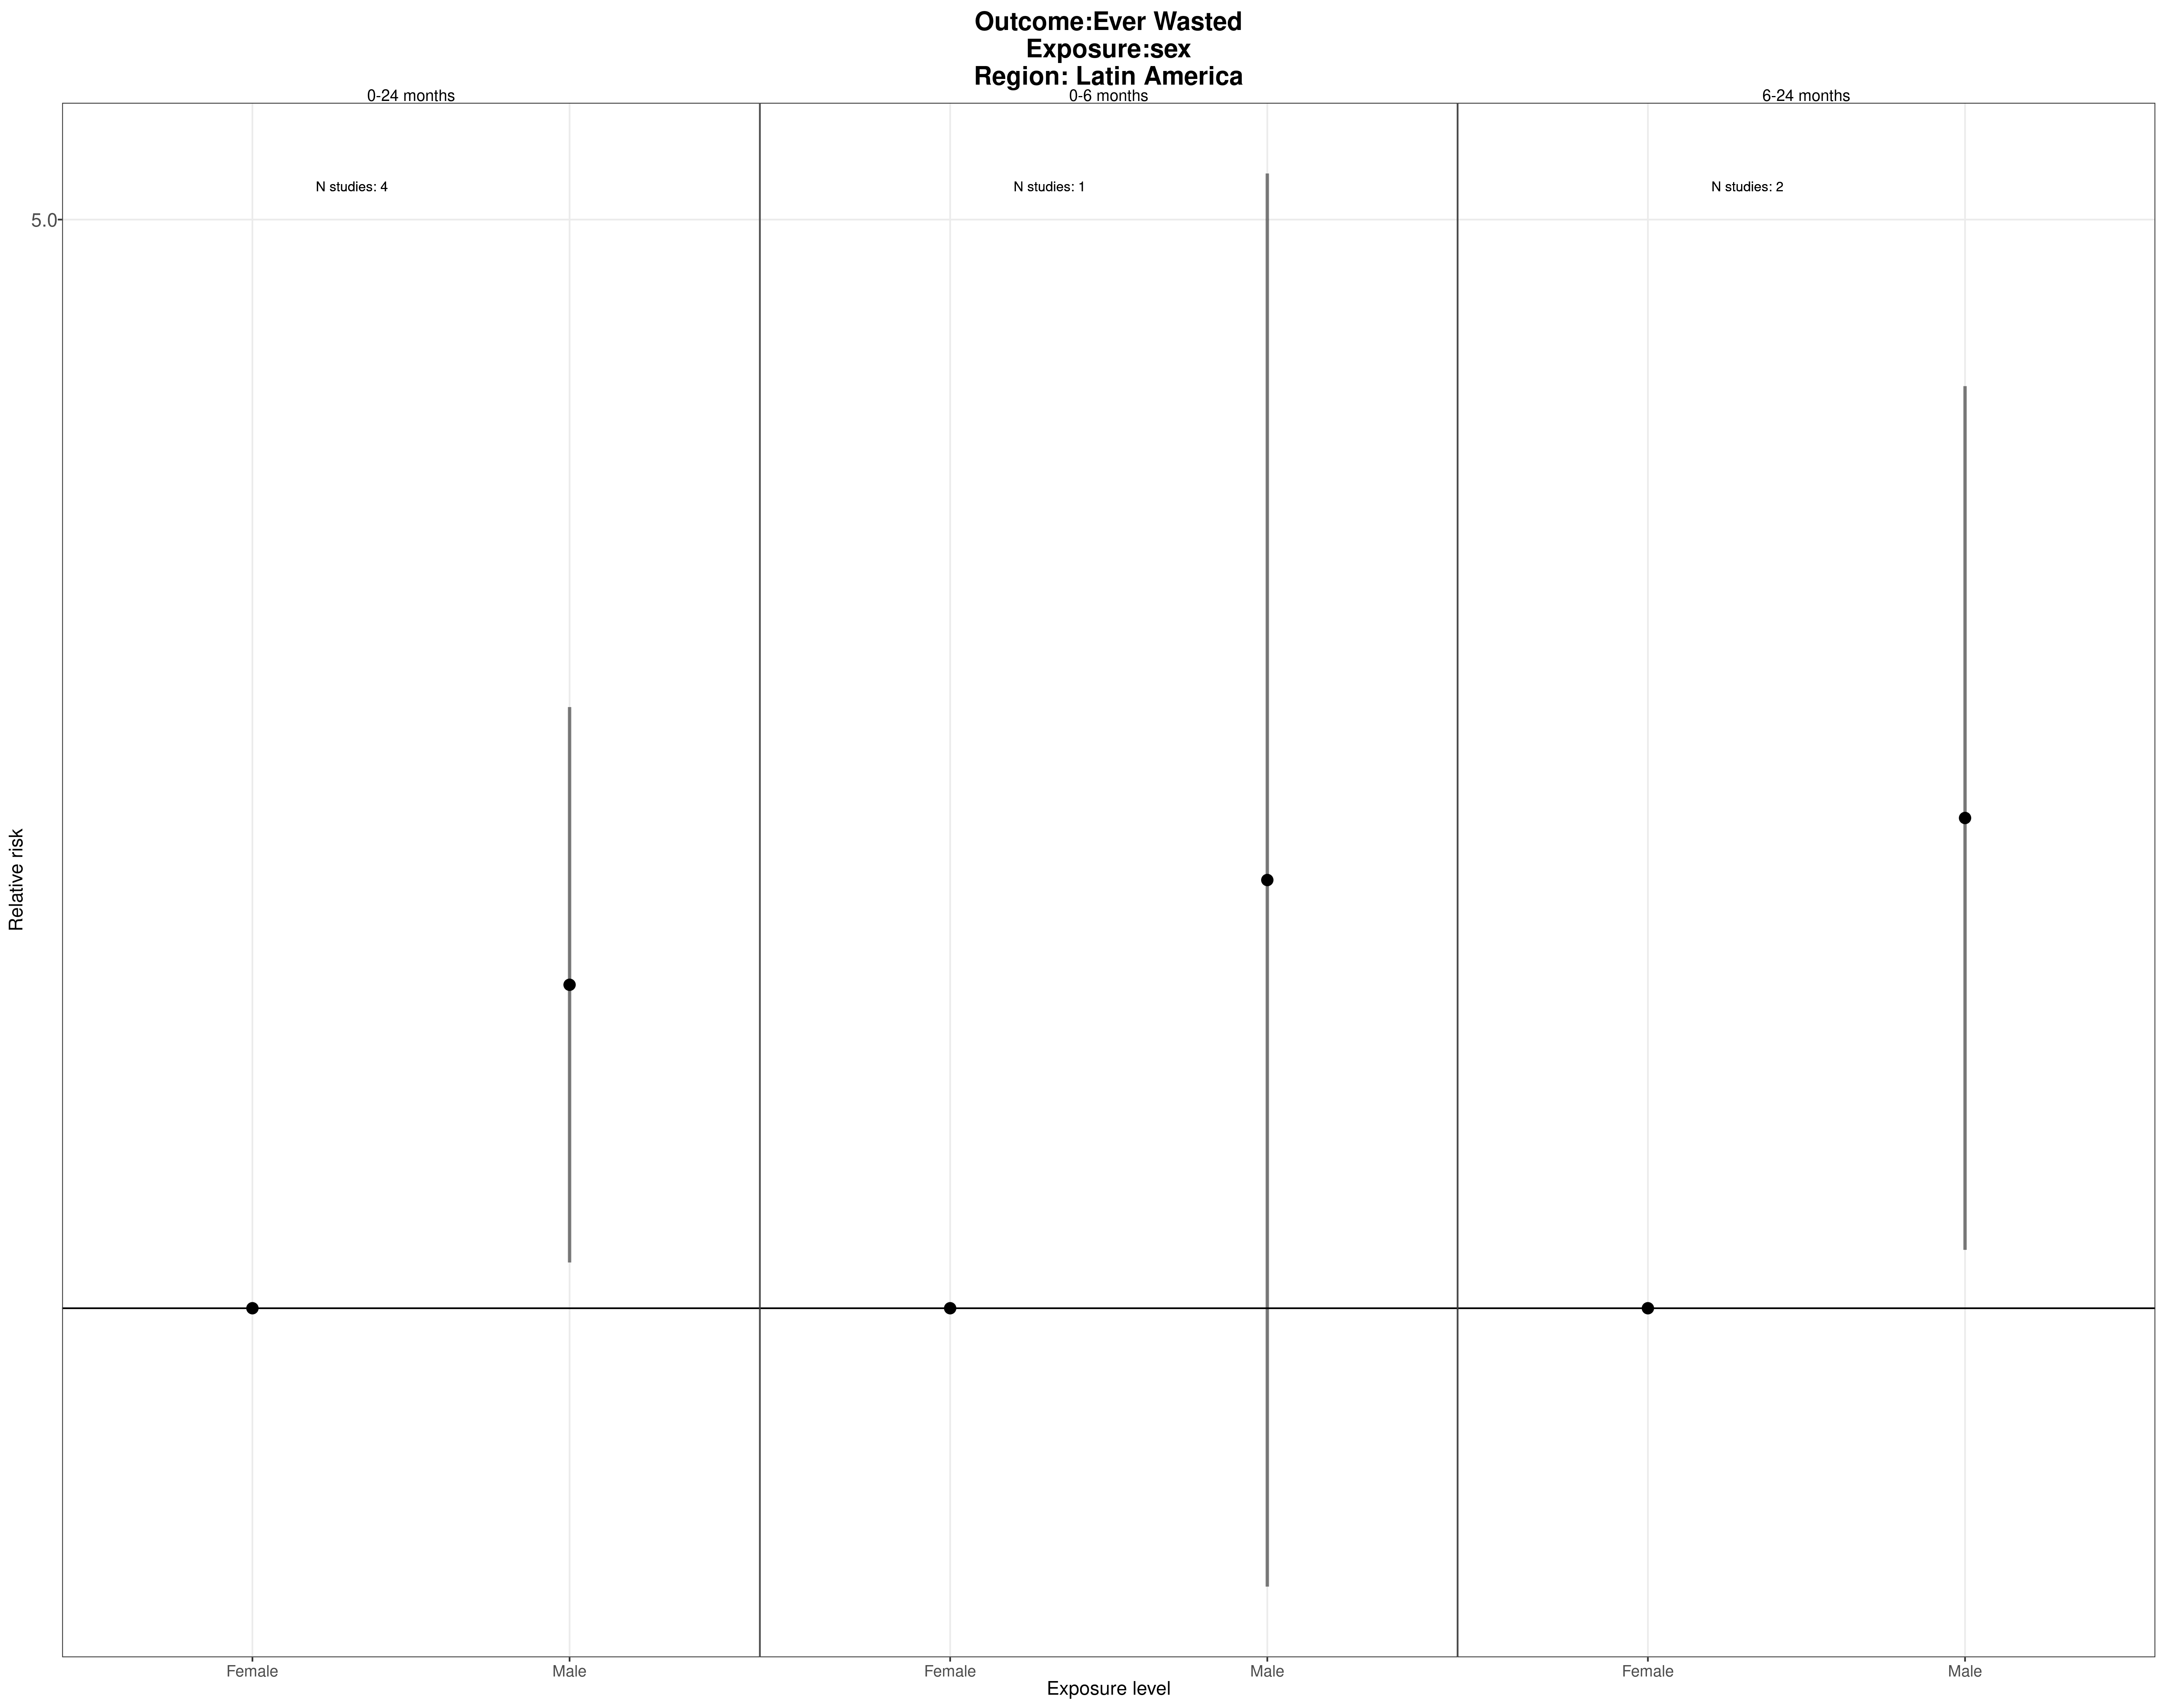 Outcome:Ever Wasted
Exposure:sex
Region: Latin America
0-24 months
0-6 months
6-24 months
N studies: 4
N studies: 1
N studies: 2
5.0
Relative risk
Female
Male
Female
Male
Female
Male
Exposure level